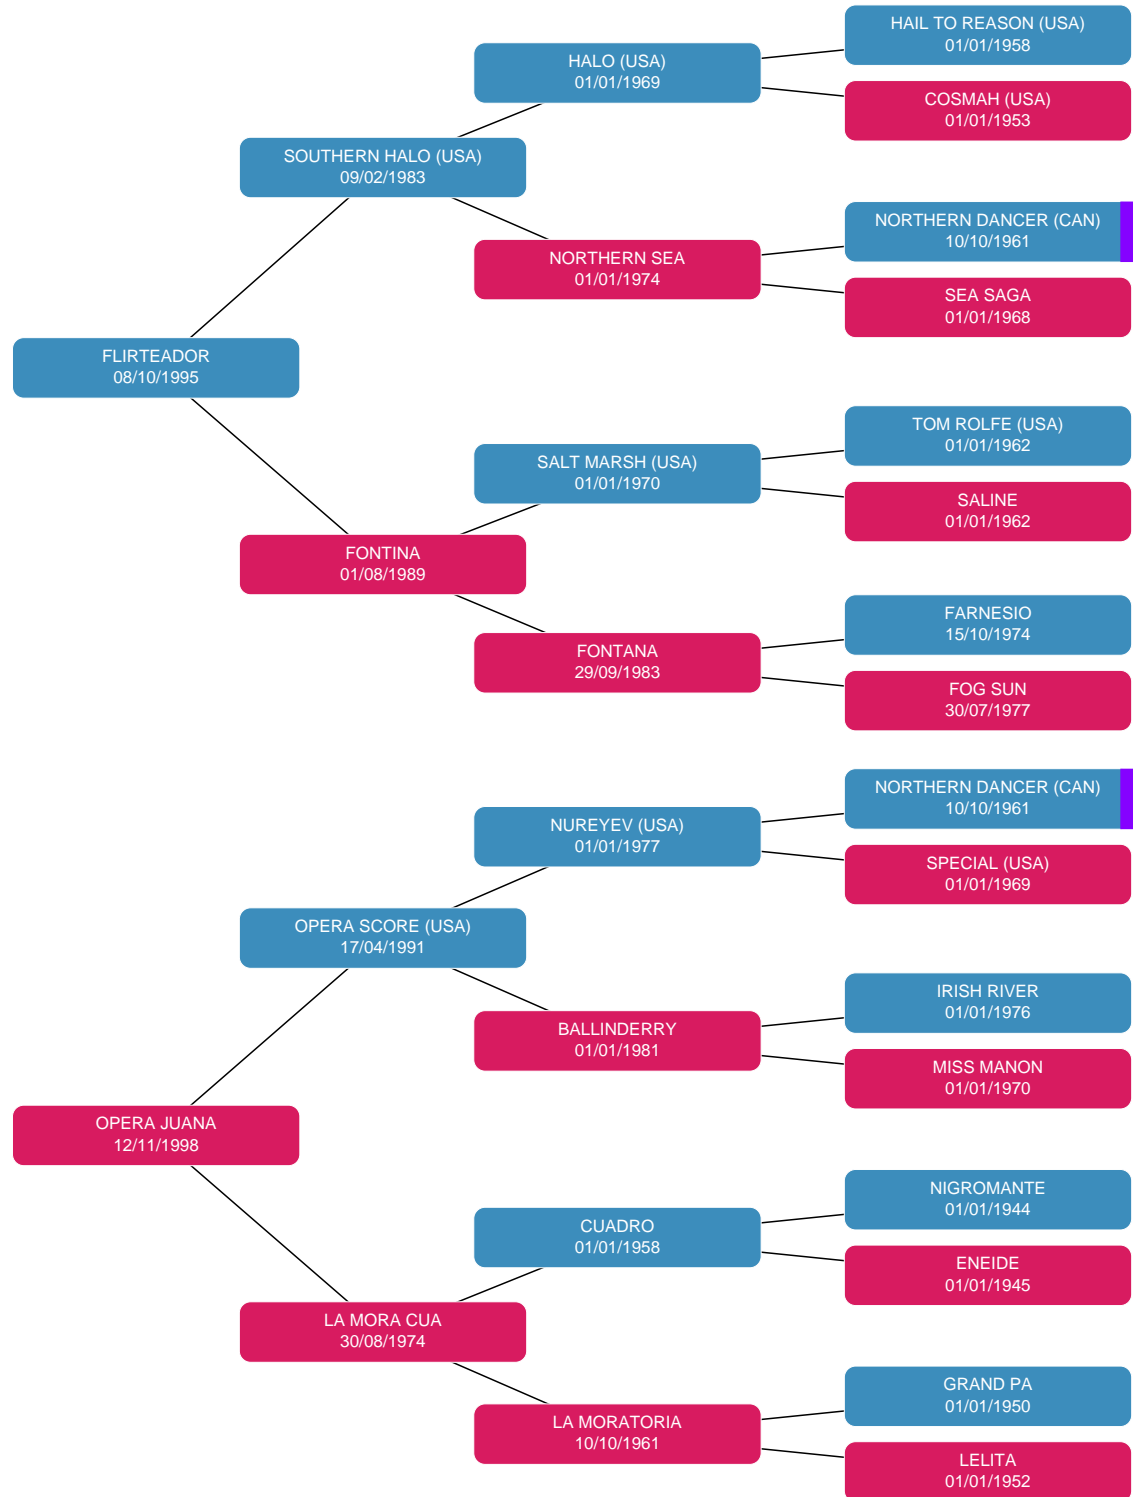 HAIL TO REASON (USA)
01/01/1958
HALO (USA)
01/01/1969
COSMAH (USA)
01/01/1953
SOUTHERN HALO (USA)
09/02/1983
NORTHERN DANCER (CAN)
10/10/1961
NORTHERN SEA
01/01/1974
SEA SAGA
01/01/1968
FLIRTEADOR
08/10/1995
TOM ROLFE (USA)
01/01/1962
SALT MARSH (USA)
01/01/1970
SALINE
01/01/1962
FONTINA
01/08/1989
FARNESIO
15/10/1974
FONTANA
29/09/1983
FOG SUN
30/07/1977
NORTHERN DANCER (CAN)
10/10/1961
NUREYEV (USA)
01/01/1977
SPECIAL (USA)
01/01/1969
OPERA SCORE (USA)
17/04/1991
IRISH RIVER
01/01/1976
BALLINDERRY
01/01/1981
MISS MANON
01/01/1970
OPERA JUANA
12/11/1998
NIGROMANTE
01/01/1944
CUADRO
01/01/1958
ENEIDE
01/01/1945
LA MORA CUA
30/08/1974
GRAND PA
01/01/1950
LA MORATORIA
10/10/1961
LELITA
01/01/1952